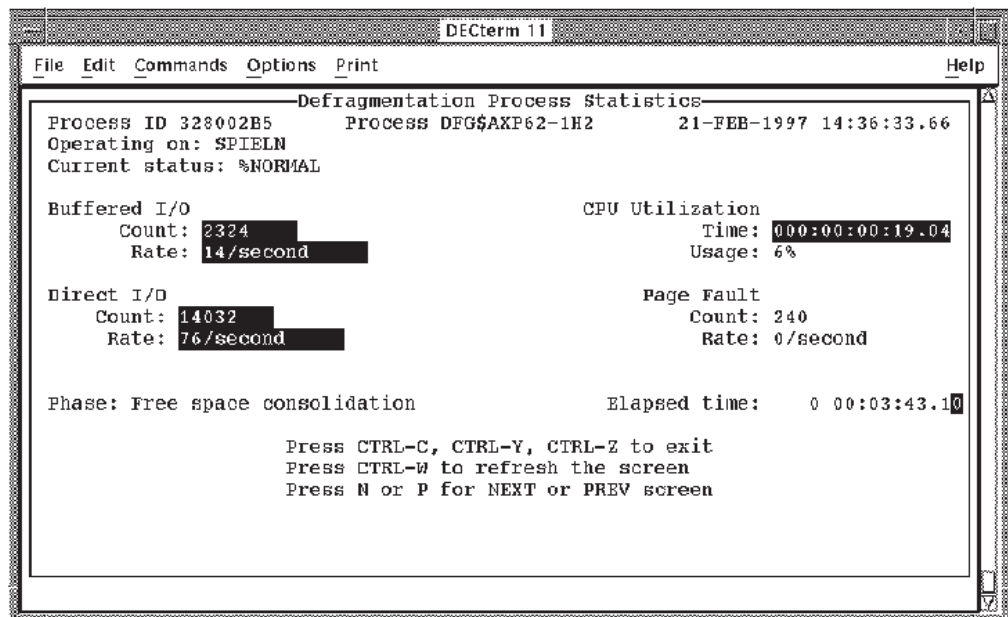 DECterm 11
File Edit Commands Options Print Help
Defragmentation Process Statistics
Process ID 328002B5 Process DFG$AXP62-1H2 21-FEB-1997 14:36:33.66
Operating on: SPIELN
Current status: %NORMAL
Buffered I/O CPU Utilization
Count: 2324 Time: 000:00:00:19.04
Rate: 14/second Usage: 6%
Direct I/O Page Fault
Count: 14032 Count: 240
Rate: 76/second Rate: 0/second
Phase: Free space consolidation Elapsed time: 0 00:03:43.10
Press CTRL-C, CTRL-Y, CTRL-Z to exit
Press CTRL-W to refresh the screen
Press N or P for NEXT or PREV screen